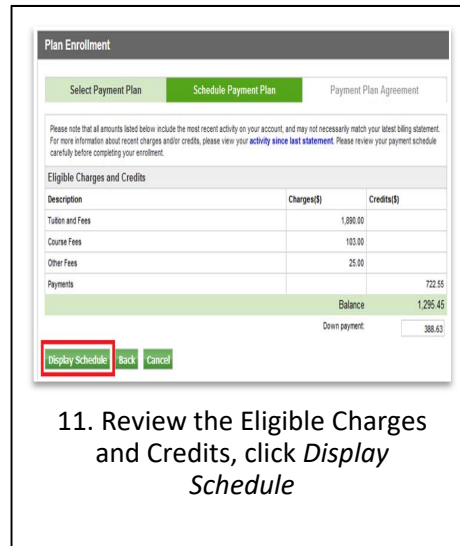 Plan Enrollment
Select Payment Plan Schedule Payment Plan Payment Plan Agreement
Please note that all amounts listed below include the most recent activity on your account, and may not necessarily match your latest billing statement.
For more information about recent charges and/or credits, please view your activity since last statement. Please review your payment schedule
carefully before completing your enrolment.
Eligible Charges and Credits
Description Charges($) Credits($)
Tuition and Fees 1,890.00
Course Fees 103.00
Other Fees 25.00
Payments 722.55
Balance 1,295.45
Down payment: 388.63
Display Schedule Back Cancel
11. Review the Eligible Charges
and Credits, click Display
Schedule